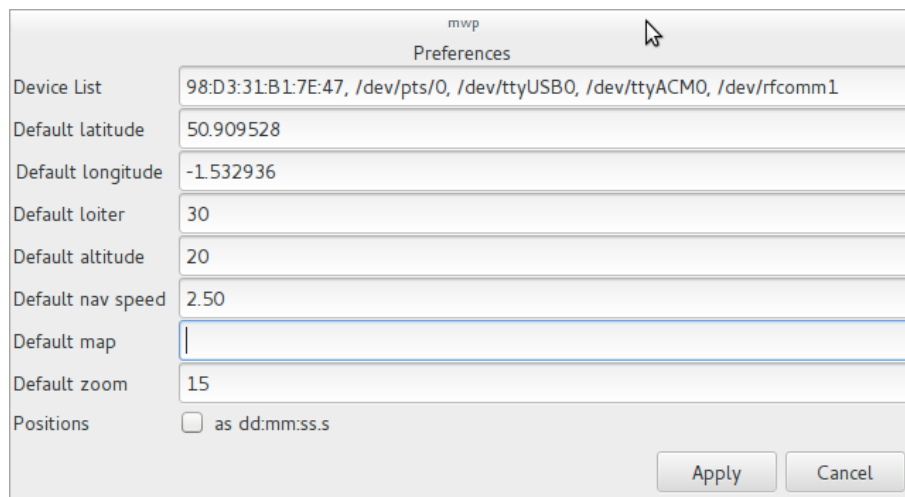 mwp
Preferences
Device List 98:D3:31:B1:7E:47, /dev/pts/0, /dev/ttyUSB0, /dev/ttyACM0, /dev/rfcomm1
Default latitude 50.909528
Default longitude -1.532936
Default loiter 30
Default altitude 20
Default nav speed 2.50
Default map
Default zoom 15
Positions as dd:mm:ss.s
Apply Cancel